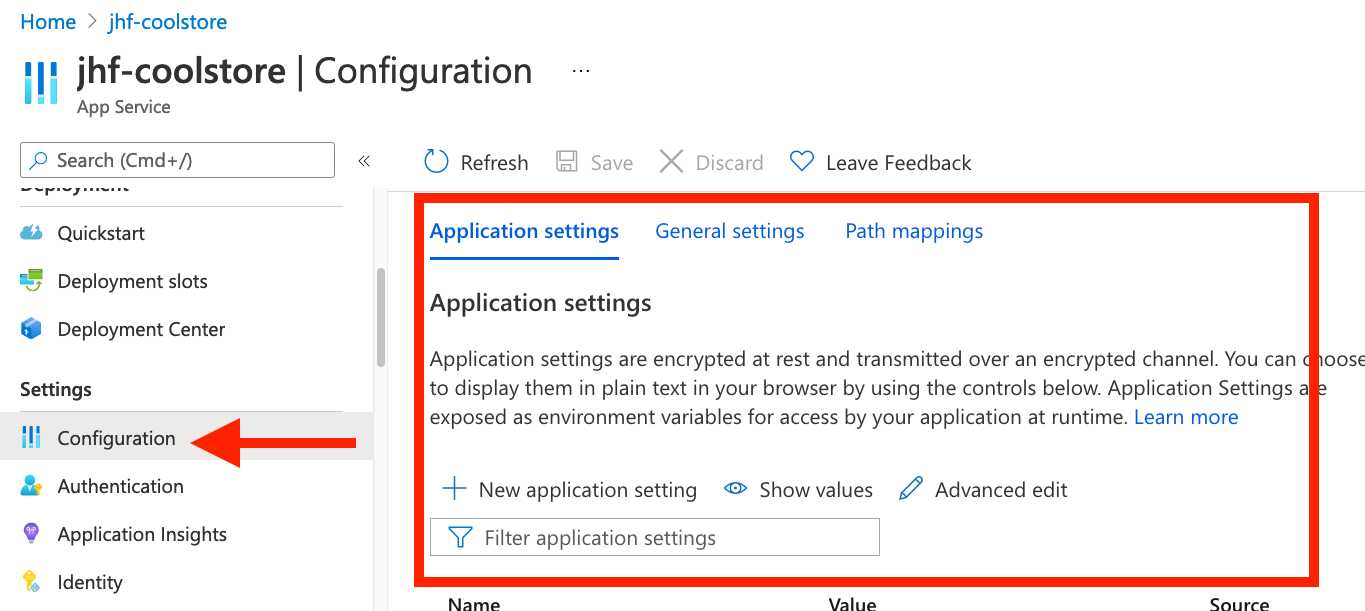 Home > jhf-coolstore
jhf-coolstore | Configuration ...
App Service
Search (Cmd+/)
«
Refresh
Save
Discard
Leave Feedback
Deployment
Quickstart
Deployment slots
Deployment Center
Settings
Configuration
Authentication
Application Insights
Identity
Application settings
General settings
Path mappings
Application settings
Application settings are encrypted at rest and transmitted over an encrypted channel. You can choose
to display them in plain text in your browser by using the controls below. Application Settings are
exposed as environment variables for access by your application at runtime. Learn more
New application setting
Show values
Advanced edit
Filter application settings
Name
Value
Source